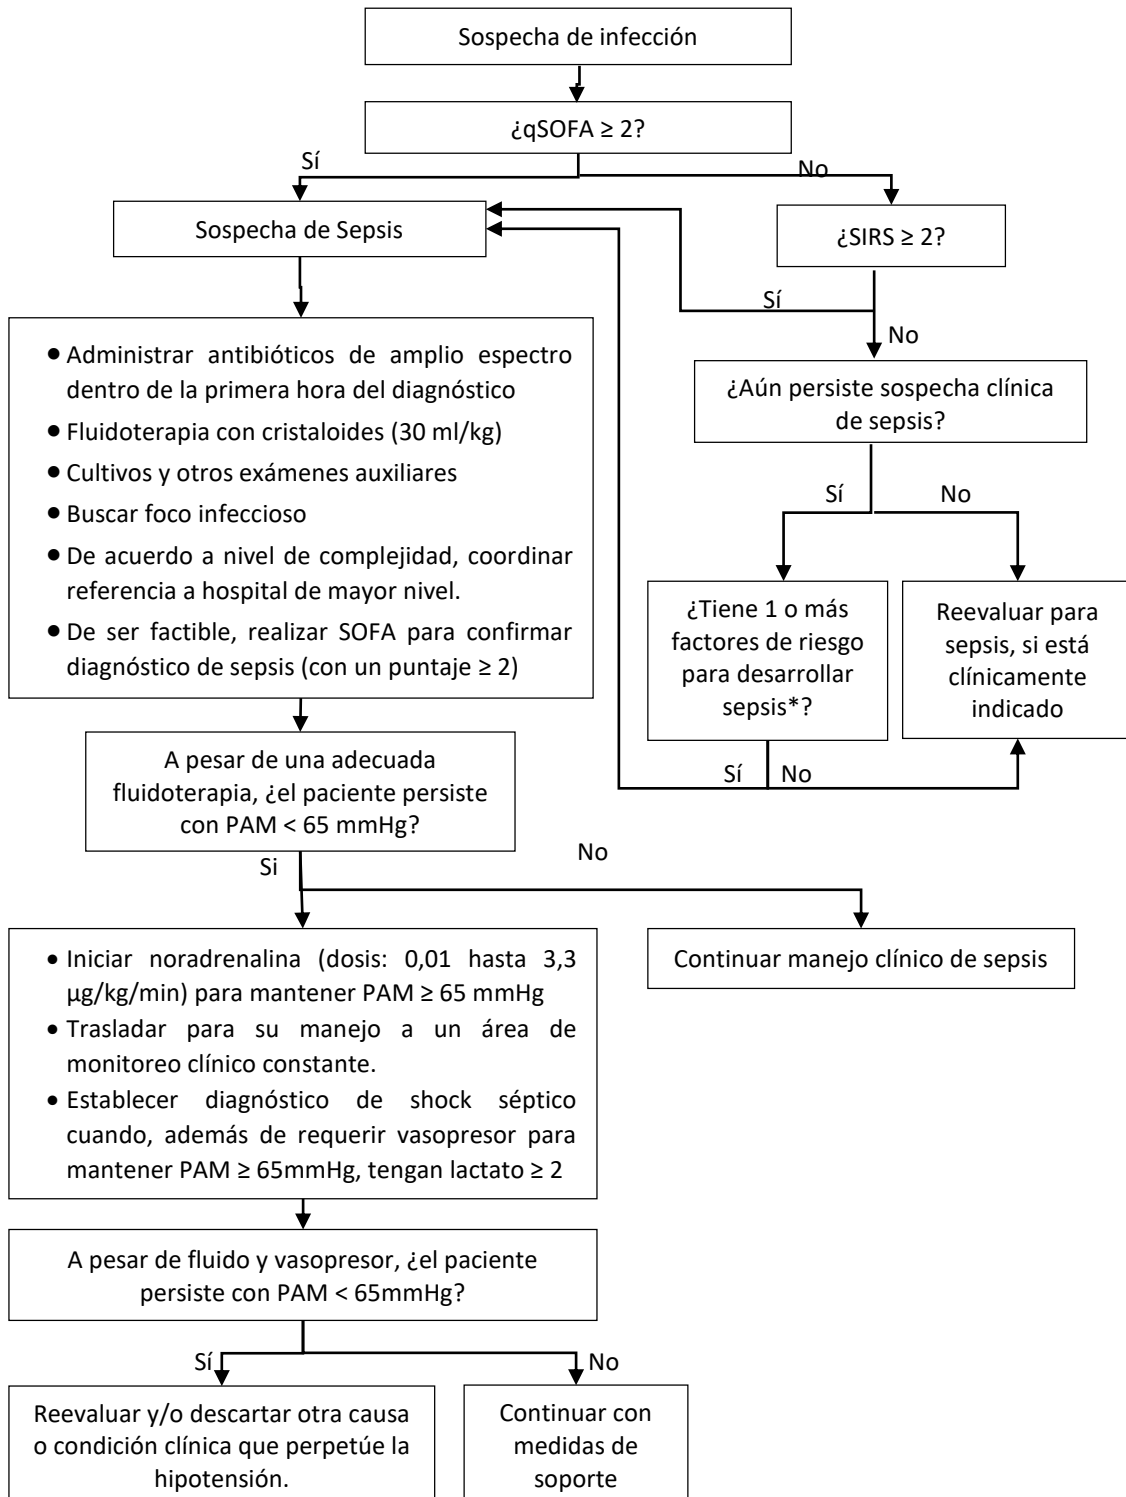 Sospecha de infección
¿qSOFA ≥ 2?
Sí
No
Sospecha de Sepsis
¿SIRS ≥ 2?
Sí
No
• Administrar antibióticos de amplio espectro
dentro de la primera hora del diagnóstico
• Fluidoterapia con cristaloides (30 ml/kg)
• Cultivos y otros exámenes auxiliares
• Buscar foco infeccioso
• De acuerdo a nivel de complejidad, coordinar
referencia a hospital de mayor nivel.
• De ser factible, realizar SOFA para confirmar
diagnóstico de sepsis (con un puntaje ≥ 2)
¿Aún persiste sospecha clínica
de sepsis?
Sí
No
¿Tiene 1 o más
factores de riesgo
para desarrollar
sepsis*?
Reevaluar para
sepsis, si está
clínicamente
indicado
Sí
No
A pesar de una adecuada
fluidoterapia, ¿el paciente persiste
con PAM < 65 mmHg?
Si
No
• Iniciar noradrenalina (dosis: 0,01 hasta 3,3
µg/kg/min) para mantener PAM ≥ 65 mmHg
• Trasladar para su manejo a un área de
monitoreo clínico constante.
• Establecer diagnóstico de shock séptico
cuando, además de requerir vasopresor para
mantener PAM ≥ 65mmHg, tengan lactato ≥ 2
Continuar manejo clínico de sepsis
A pesar de fluido y vasopresor, ¿el paciente
persiste con PAM < 65mmHg?
Sí
No
Reevaluar y/o descartar otra causa
o condición clínica que perpetúe la
hipotensión.
Continuar con
medidas de
soporte